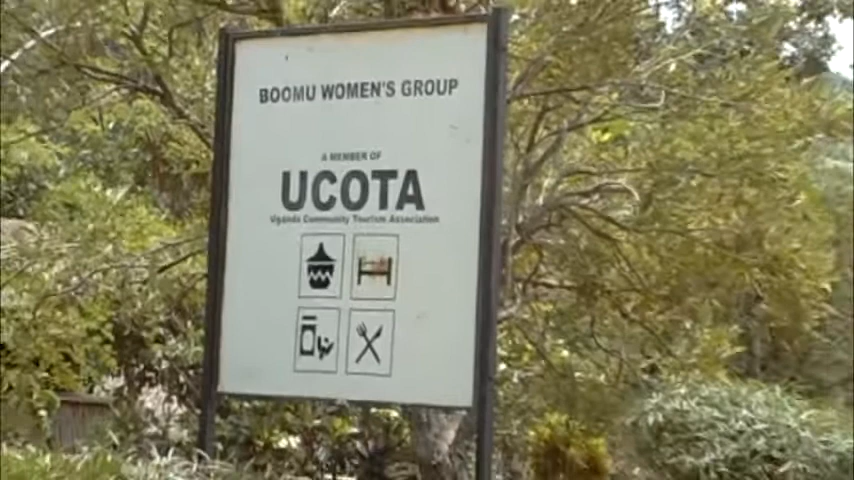 BOOMU WOMEN'S GROUP
A MEMBER OF
UCOTA
Uganda Community Tourism Association